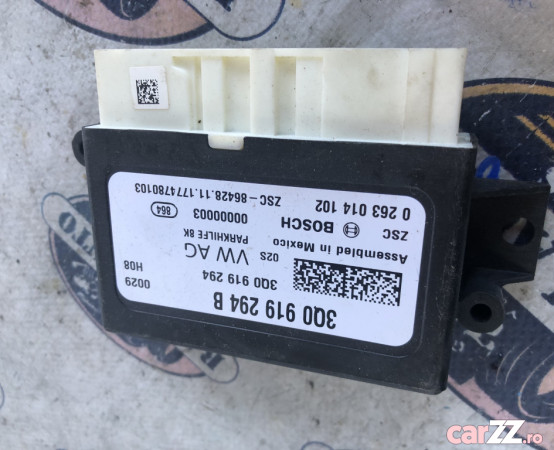 3Q0 919 294 B
3Q0 919 294
0029
H08
VW AG
02S
PARKHILFE 8K
Assembled in Mexico
BOSCH
00000003
864
ZSC
0 263 014 102
ZSC-86428.11.1774780103
carZZ.ro